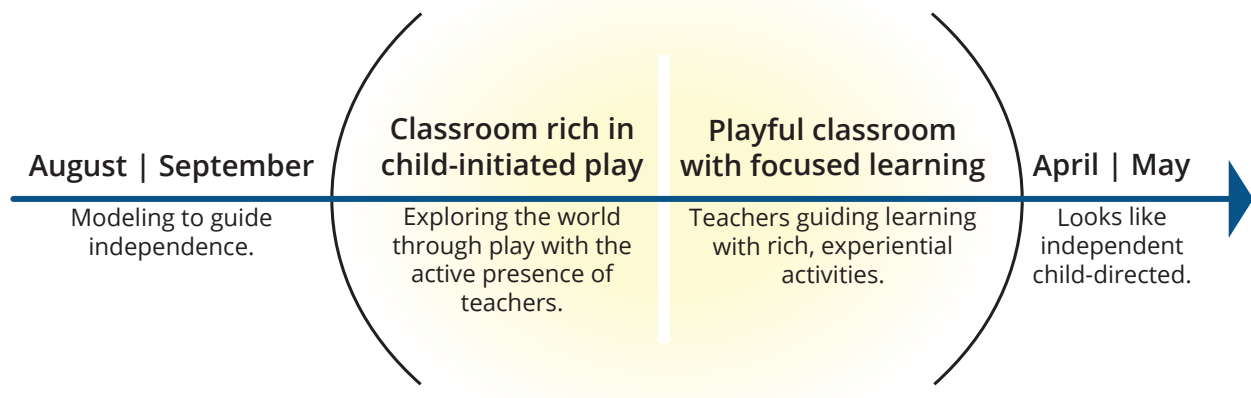 August | September
Modeling to guide
independence.
Classroom rich in
child-initiated play
Exploring the world
through play with the
active presence of
teachers.
Playful classroom
with focused learning
Teachers guiding learning
with rich, experiential
activities.
April | May
Looks like
independent
child-directed.